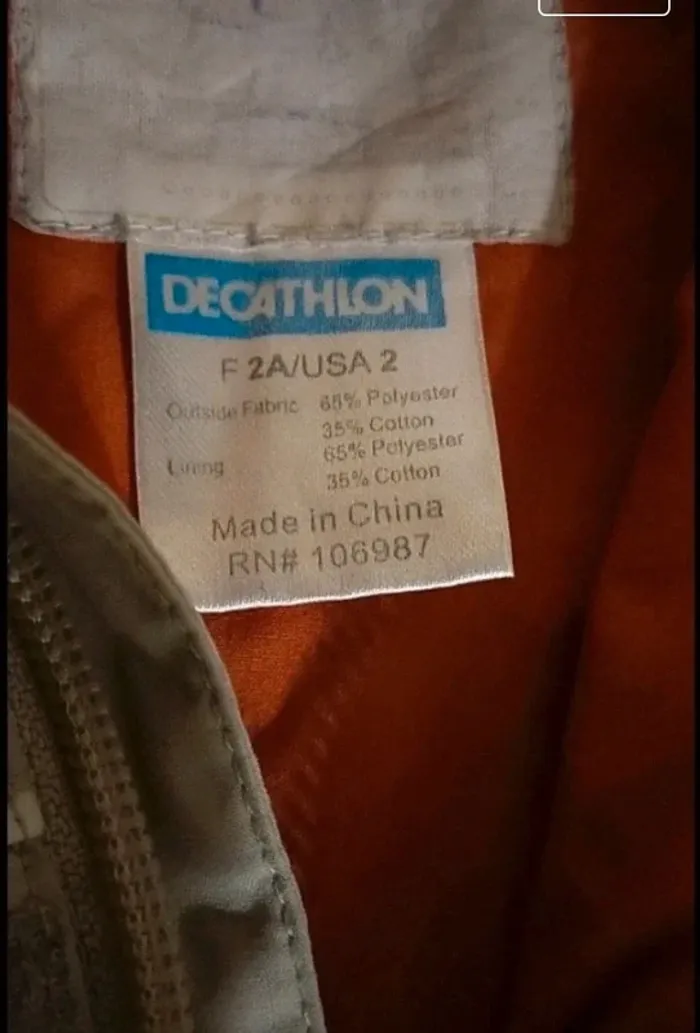 DECATHLON
F 2A/USA 2
Outside Fabric 65% Polyester
35% Cotton
Lining 65% Polyester
35% Cotton
Made in China
RN# 106987